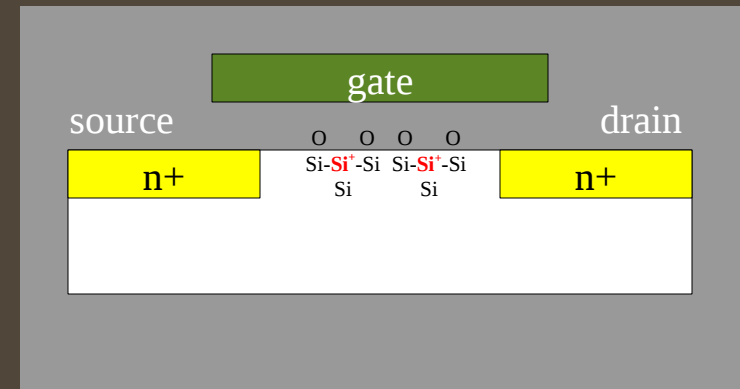 gate
source
drain
O O O O
Si-Si⁺-Si Si-Si⁺-Si
n+
n+
Si Si